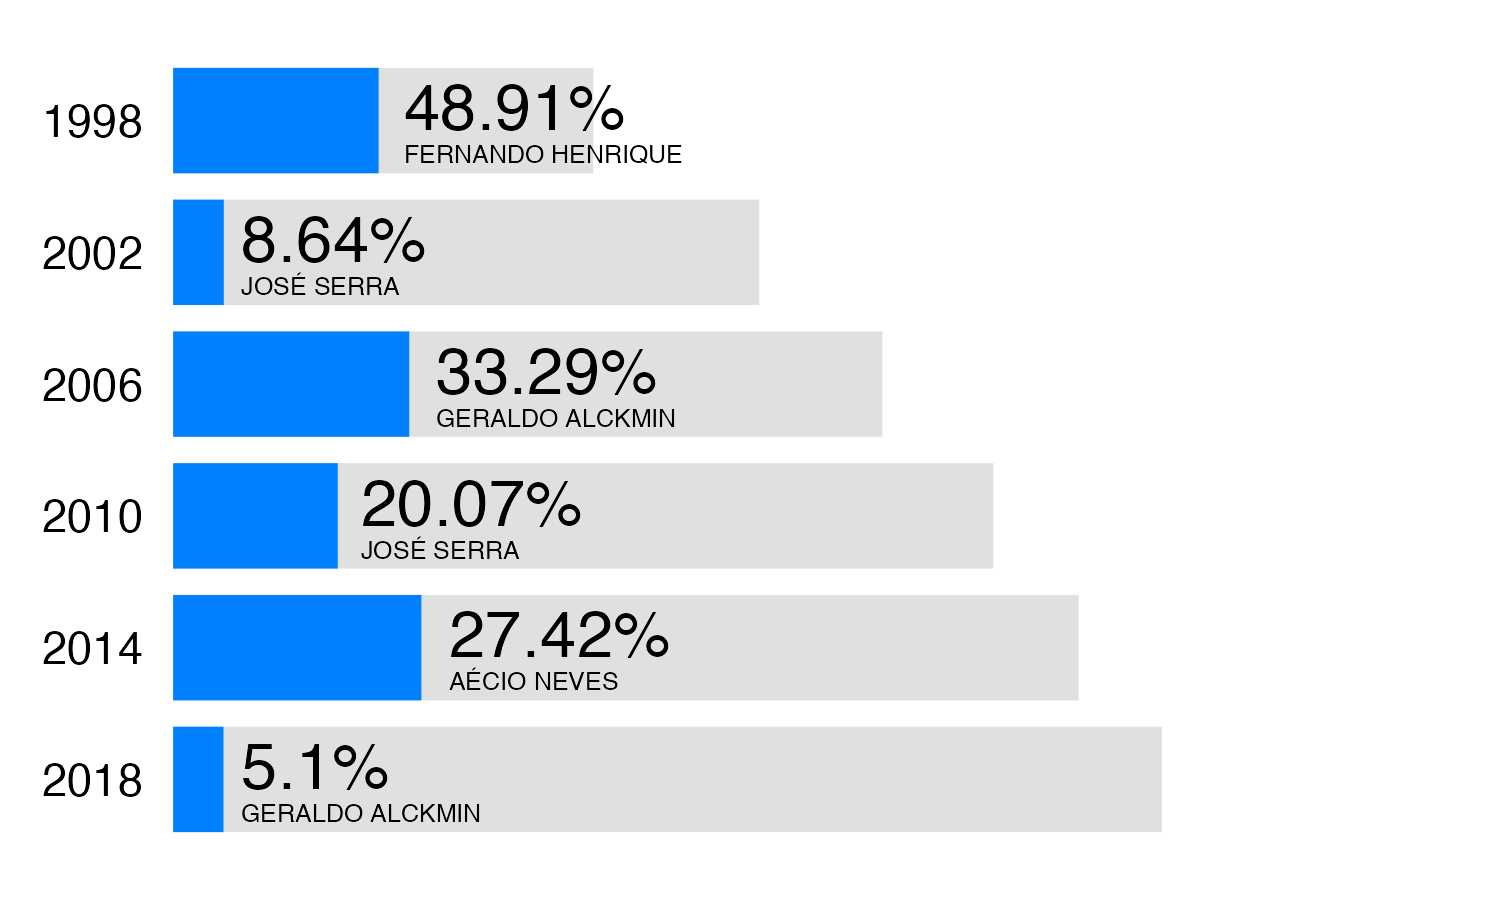 1998
48.91%
FERNANDO HENRIQUE
2002
8.64%
JOSÉ SERRA
2006
33.29%
GERALDO ALCKMIN
2010
20.07%
JOSÉ SERRA
2014
27.42%
AÉCIO NEVES
2018
5.1%
GERALDO ALCKMIN